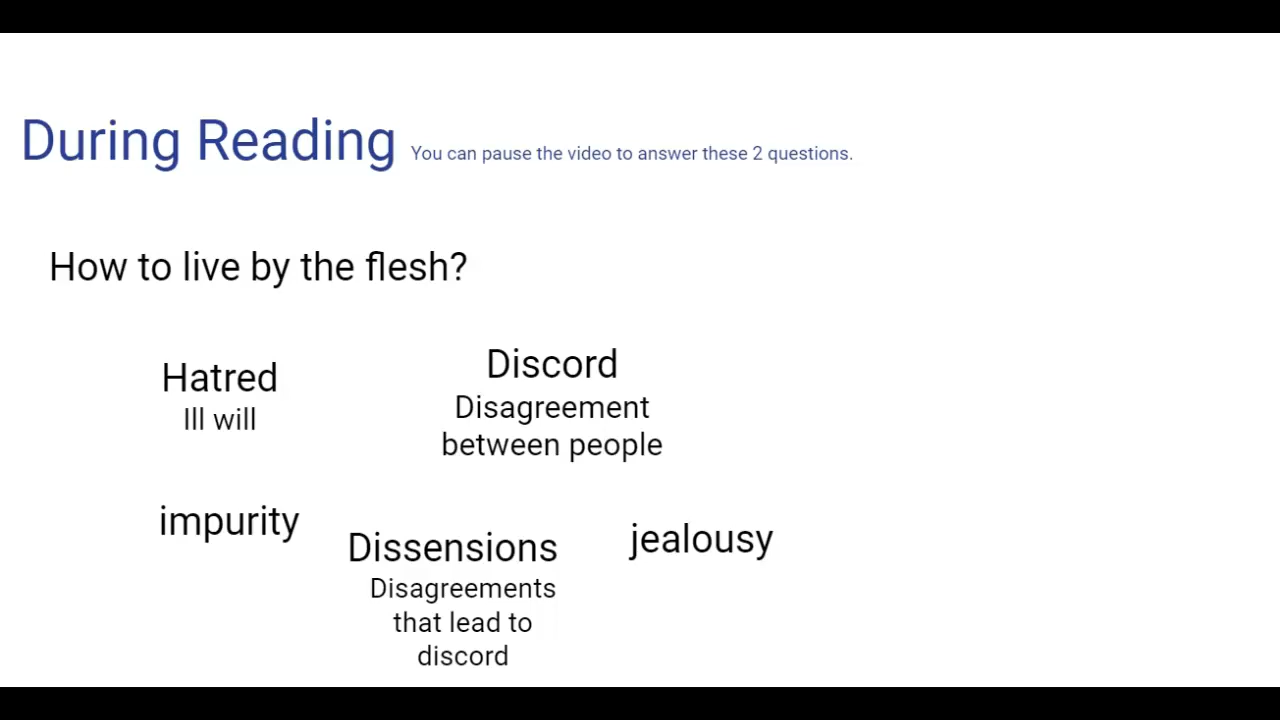 During Reading You can pause the video to answer these 2 questions.
How to live by the flesh?
Hatred
Ill will
Discord
Disagreement
between people
impurity
Dissensions
Disagreements
that lead to
discord
jealousy